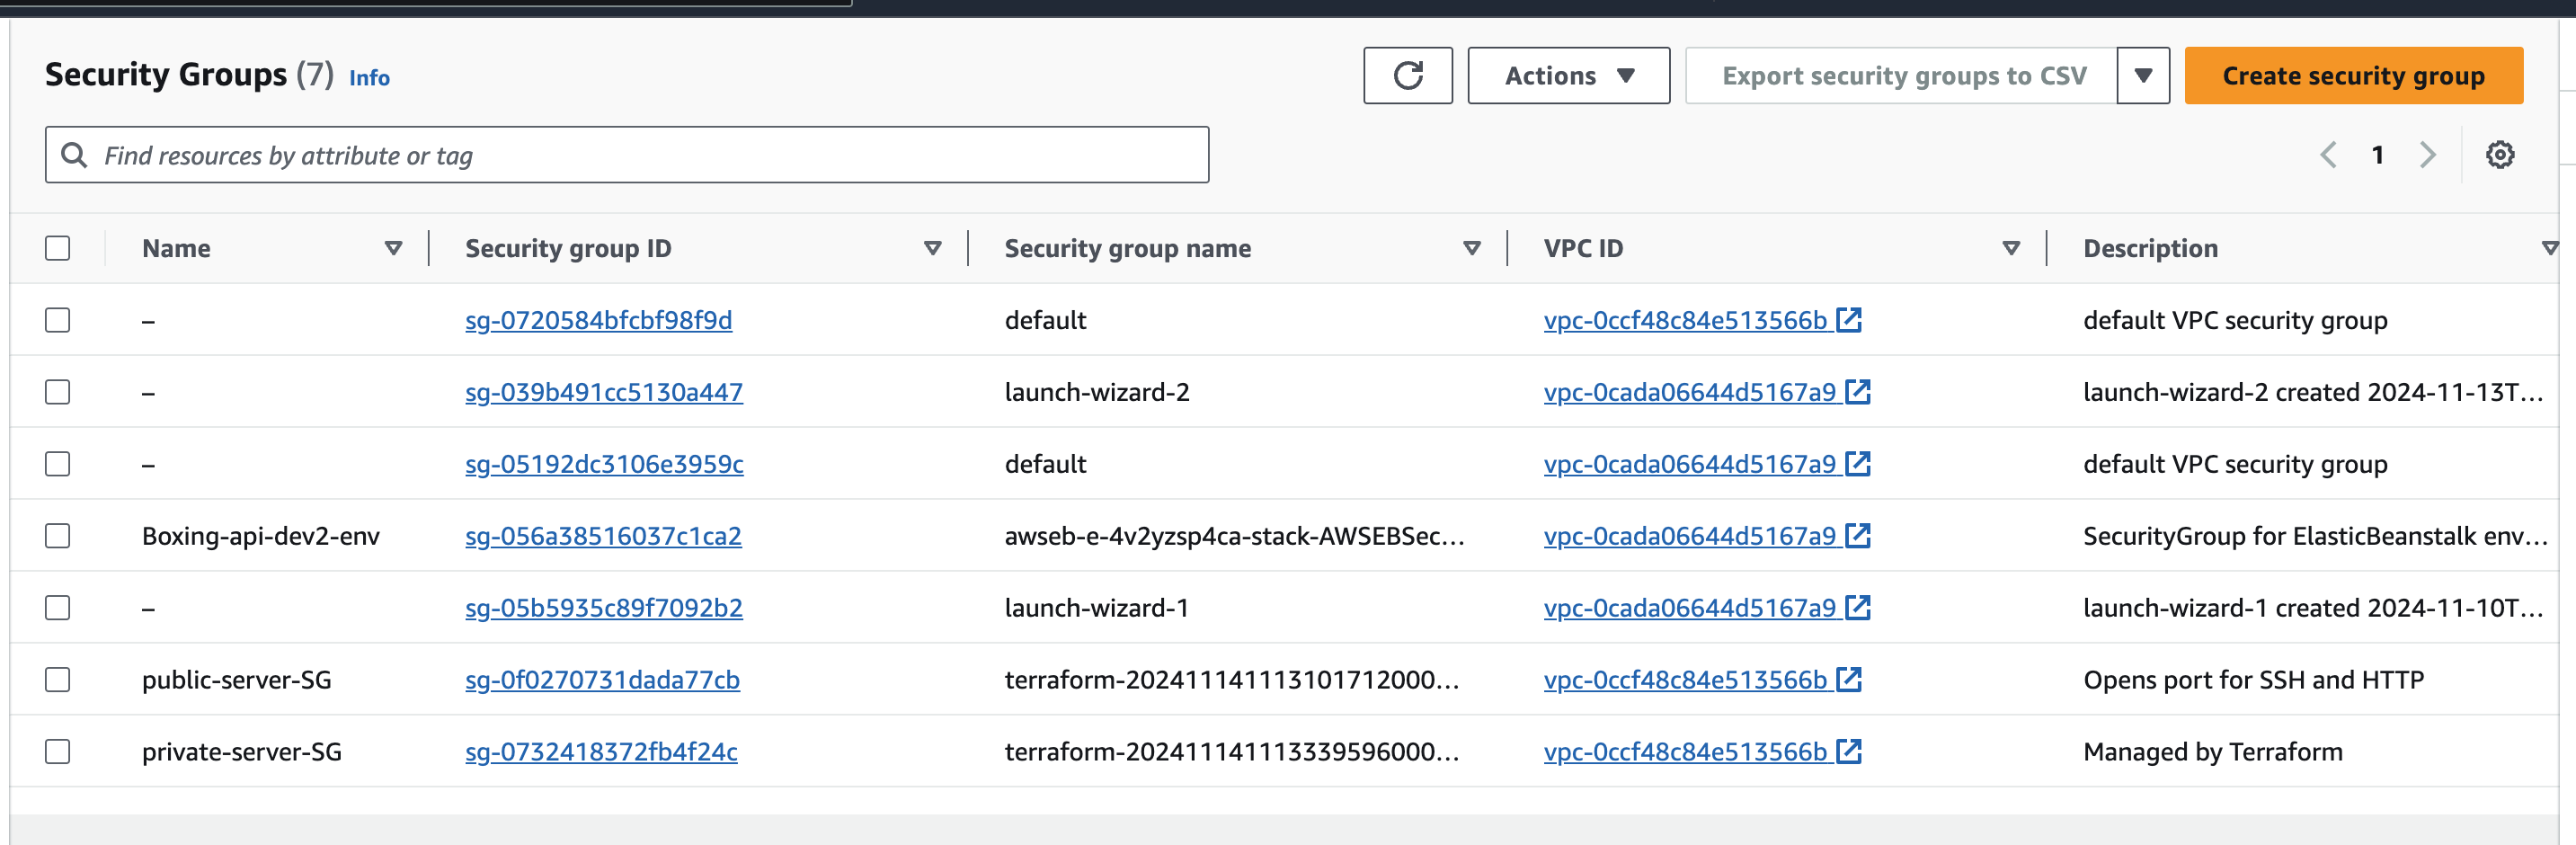 Security Groups (7) Info
Actions
Export security groups to CSV
Create security group
Find resources by attribute or tag
1
Name Security group ID Security group name VPC ID Description
– sg-0720584bfcbf98f9d default vpc-0ccf48c84e513566b default VPC security group
– sg-039b491cc5130a447 launch-wizard-2 vpc-0cada06644d5167a9 launch-wizard-2 created 2024-11-13T...
– sg-05192dc3106e3959c default vpc-0cada06644d5167a9 default VPC security group
Boxing-api-dev2-env sg-056a38516037c1ca2 awseb-e-4v2yzsp4ca-stack-AWSEBSec... vpc-0cada06644d5167a9 SecurityGroup for ElasticBeanstalk env...
– sg-05b5935c89f7092b2 launch-wizard-1 vpc-0cada06644d5167a9 launch-wizard-1 created 2024-11-10T...
public-server-SG sg-0f0270731dada77cb terraform-202411141113101712000... vpc-0ccf48c84e513566b Opens port for SSH and HTTP
private-server-SG sg-0732418372fb4f24c terraform-202411141113339596000... vpc-0ccf48c84e513566b Managed by Terraform